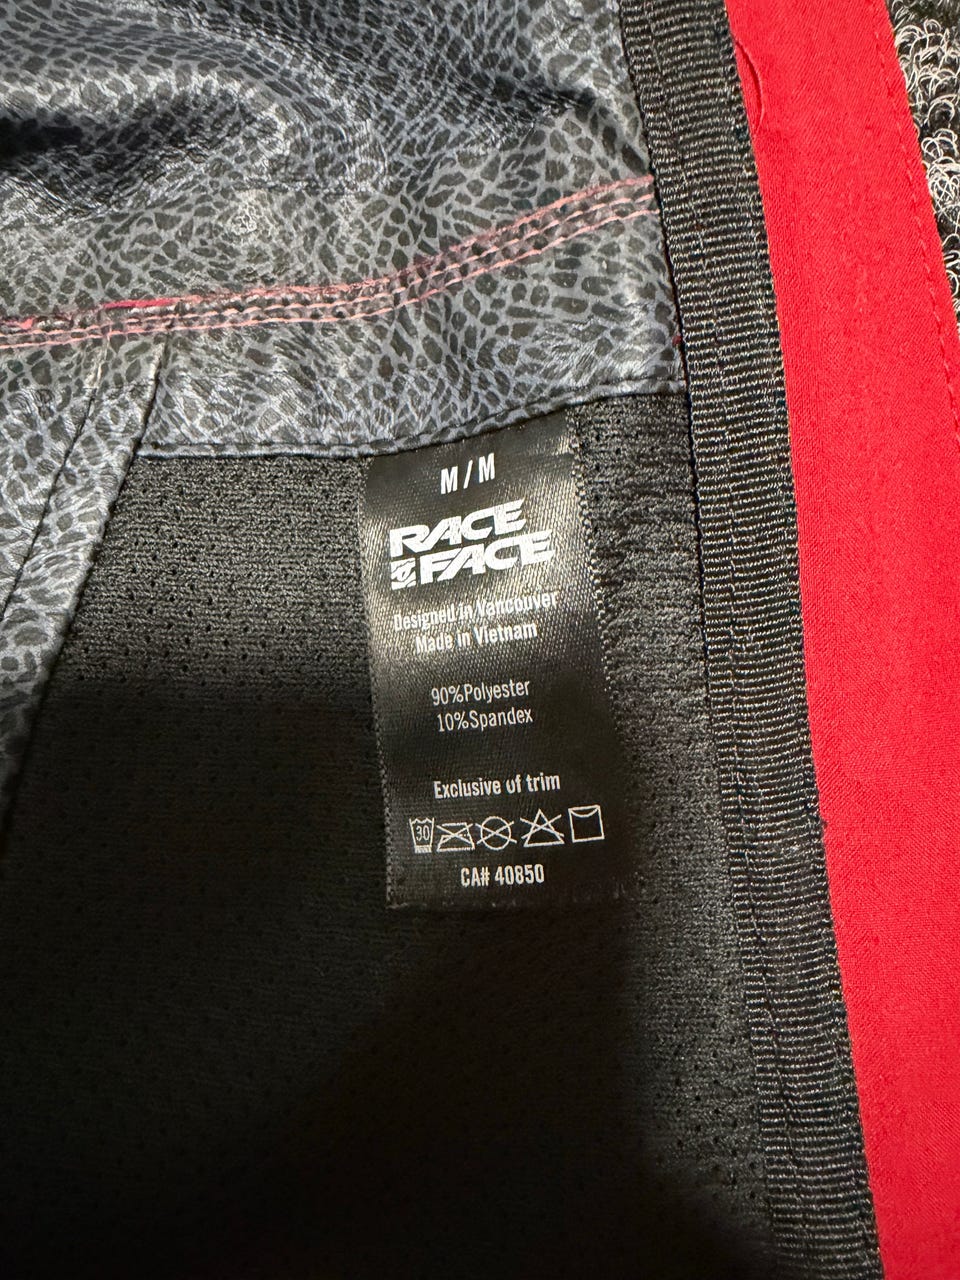 M / M
RACE
FACE
Designed in Vancouver
Made in Vietnam
90%Polyester
10%Spandex
Exclusive of trim
30
CA# 40850